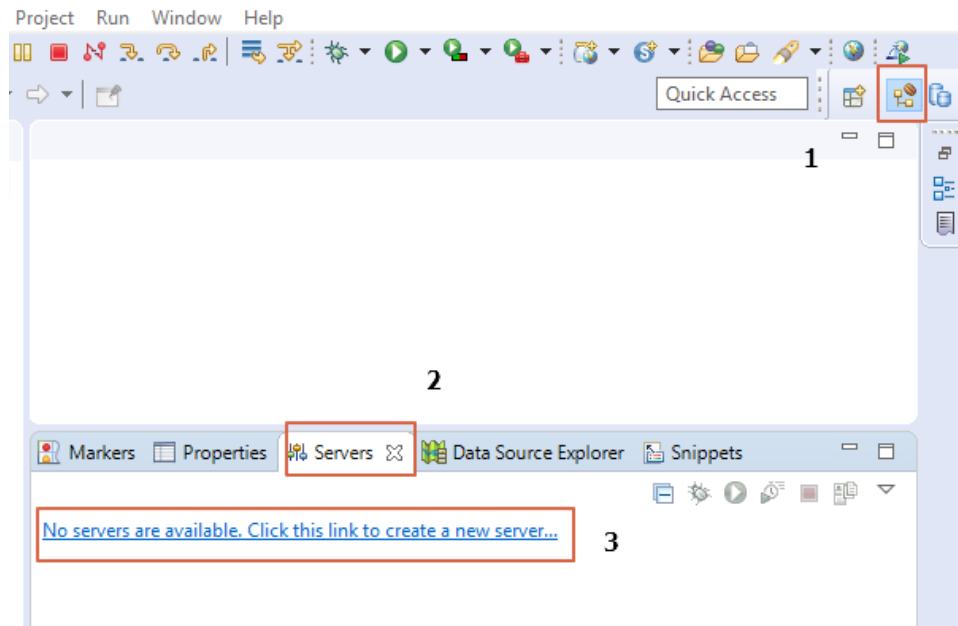 Project Run Window Help
Quick Access
1
2
Markers Properties Servers Data Source Explorer Snippets
No servers are available. Click this link to create a new server...
3